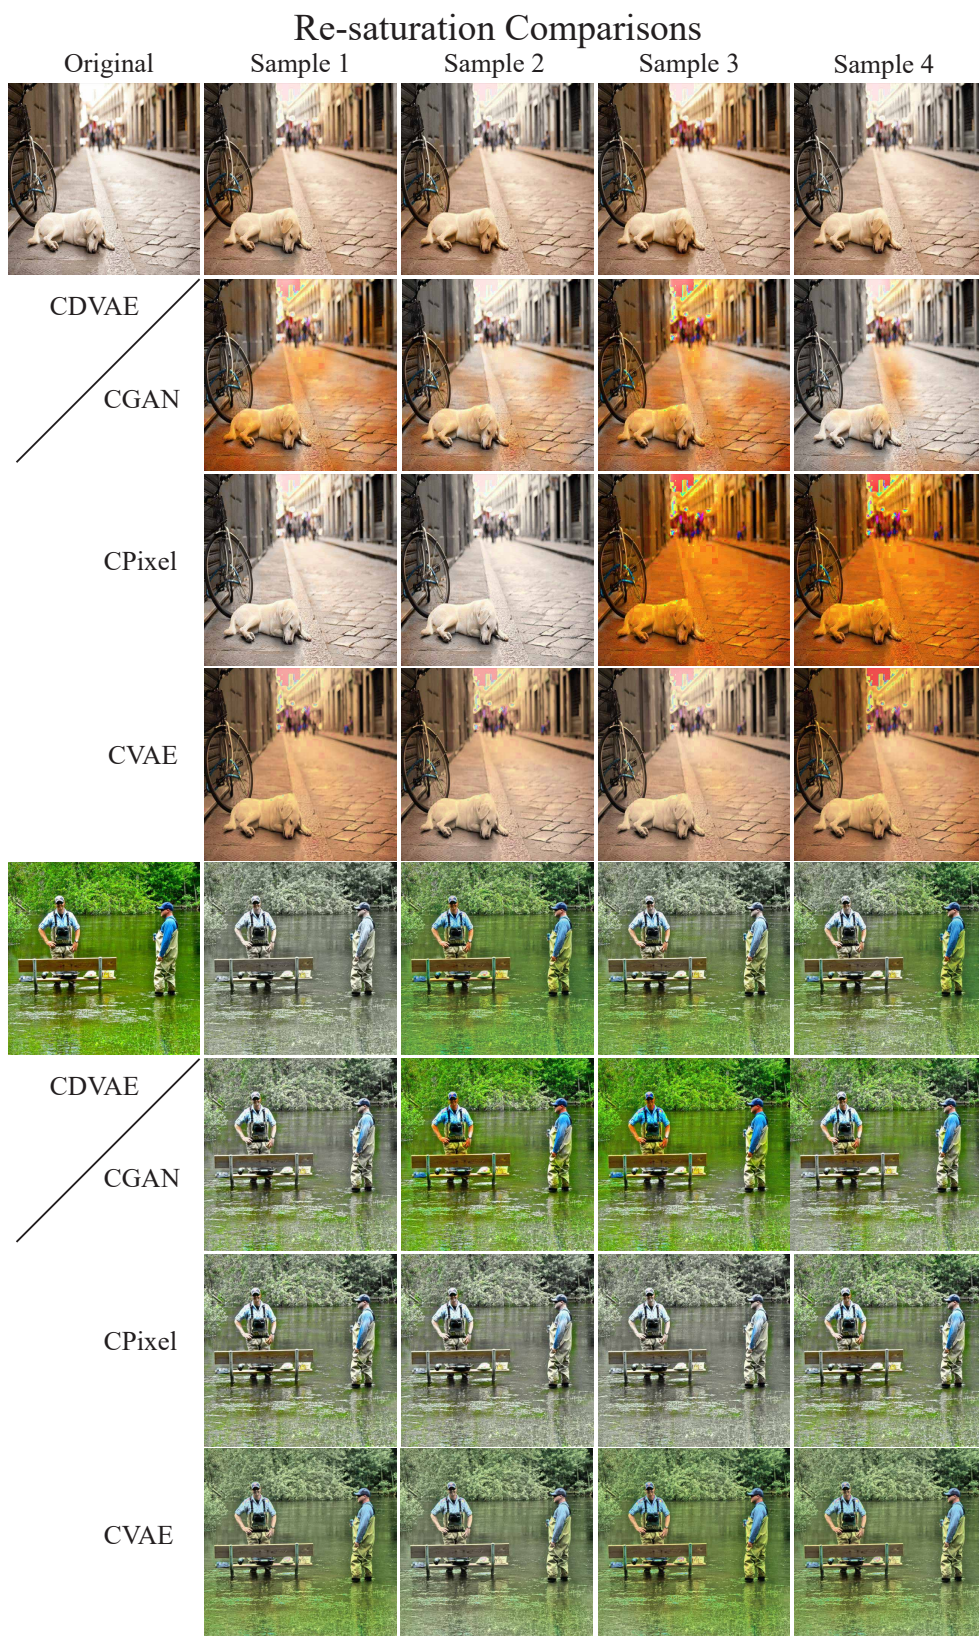 Re-saturation Comparisons
Original Sample 1 Sample 2 Sample 3 Sample 4
CDVAE
CGAN
CPixel
CVAE
CDVAE
CGAN
CPixel
CVAE